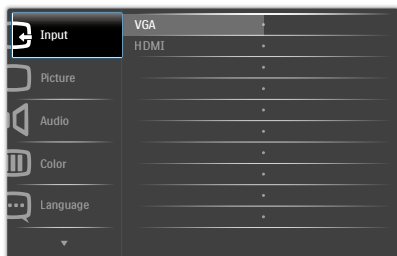 Input
VGA
HDMI
Picture
Audio
Color
Language